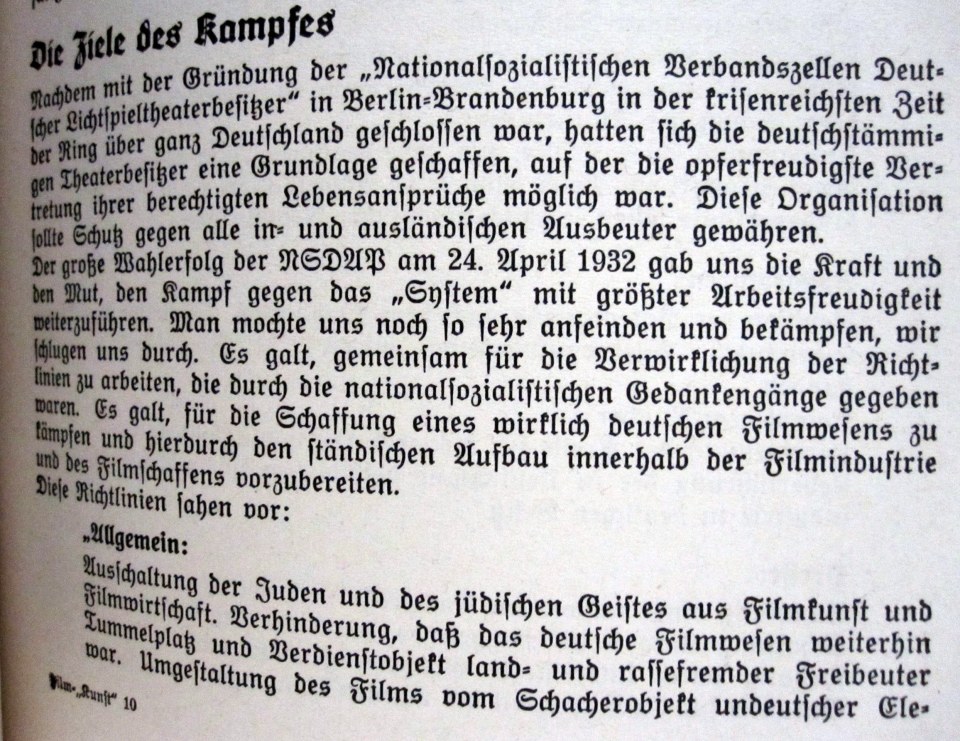 Die Ziele des Kampfes
Nachdem mit der Gründung der „Nationalsozialistischen Verbandszellen Deut-
scher Lichtspieltheaterbesitzer“ in Berlin-Brandenburg in der krisenreichsten Zeit
der Ring über ganz Deutschland geschlossen war, hatten sich die deutschstämmi-
gen Theaterbesitzer eine Grundlage geschaffen, auf der die opferfreudigste Ver-
tretung ihrer berechtigten Lebensansprüche möglich war. Diese Organisation
sollte Schutz gegen alle in- und ausländischen Ausbeuter gewähren.
Der große Wahlerfolg der NSDAP am 24. April 1932 gab uns die Kraft und
den Mut, den Kampf gegen das „System“ mit größter Arbeitsfreudigkeit
weiterzuführen. Man mochte uns noch so sehr anfeinden und bekämpfen, wir
schlugen uns durch. Es galt, gemeinsam für die Verwirklichung der Richt-
linien zu arbeiten, die durch die nationalsozialistischen Gedankengänge gegeben
waren. Es galt, für die Schaffung eines wirklich deutschen Filmwesens zu
kämpfen und hierdurch den ständischen Aufbau innerhalb der Filmindustrie
und des Filmschaffens vorzubereiten.
Diese Richtlinien sahen vor:
„Allgemein:
Ausschaltung der Juden und des jüdischen Geistes aus Filmkunst und
Filmwirtschaft. Verhinderung, daß das deutsche Filmwesen weiterhin
Tummelplatz und Verdienstobjekt land- und rassefremder Freibeuter
war. Umgestaltung des Films vom Schacherobjekt undeutscher Ele-
Film-„Kunst“ 10